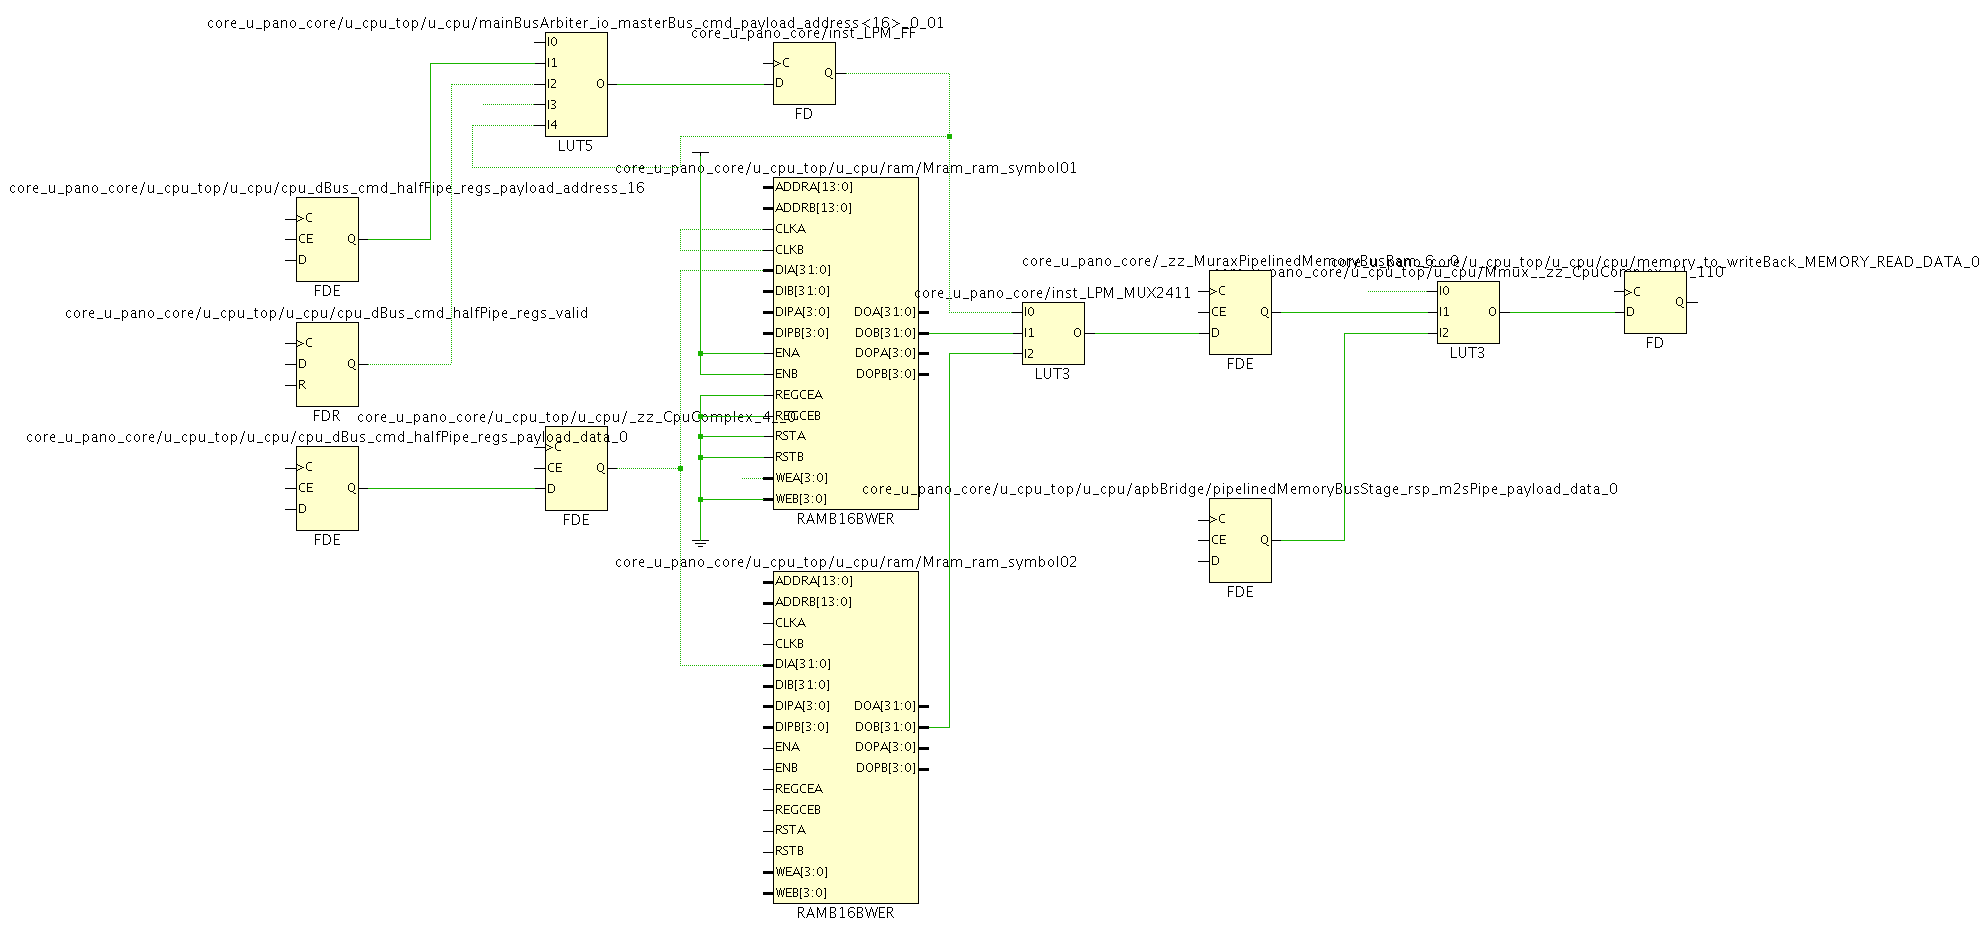 core_u_pano_core/u_cpu_top/u_cpu/mainBusArbiter_io_masterBus_cmd_payload_address<16>_0_01
I0
I1
I2
I3
I4
O
LUT5
core_u_pano_core/inst_LPM_FF
C
D
Q
FD
core_u_pano_core/u_cpu_top/u_cpu/cpu_dBus_cmd_halfPipe_regs_payload_address_16
C
CE
D
Q
FDE
core_u_pano_core/u_cpu_top/u_cpu/cpu_dBus_cmd_halfPipe_regs_valid
C
D
R
Q
FDR
core_u_pano_core/u_cpu_top/u_cpu/cpu_dBus_cmd_halfPipe_regs_payload_data_0
C
CE
D
Q
FDE
core_u_pano_core/u_cpu_top/u_cpu/_zz_CpuComplex_4__0
C
CE
D
Q
FDE
core_u_pano_core/u_cpu_top/u_cpu/ram/Mram_ram_symbol01
ADDRA[13:0]
ADDRB[13:0]
CLKA
CLKB
DIA[31:0]
DIB[31:0]
DIPA[3:0]
DIPB[3:0]
ENA
ENB
REGCEA
REGCEB
RSTA
RSTB
WEA[3:0]
WEB[3:0]
DOA[31:0]
DOB[31:0]
DOPA[3:0]
DOPB[3:0]
RAMB16BWER
core_u_pano_core/u_cpu_top/u_cpu/ram/Mram_ram_symbol02
ADDRA[13:0]
ADDRB[13:0]
CLKA
CLKB
DIA[31:0]
DIB[31:0]
DIPA[3:0]
DIPB[3:0]
ENA
ENB
REGCEA
REGCEB
RSTA
RSTB
WEA[3:0]
WEB[3:0]
DOA[31:0]
DOB[31:0]
DOPA[3:0]
DOPB[3:0]
RAMB16BWER
core_u_pano_core/inst_LPM_MUX2411
I0
I1
I2
O
LUT3
core_u_pano_core/_zz_MuraxPipelinedMemoryBusRam_6__0
C
CE
D
Q
FDE
core_u_pano_core/u_cpu_top/u_cpu/apbBridge/pipelinedMemoryBusStage_rsp_m2sPipe_payload_data_0
C
CE
D
Q
FDE
I0
I1
I2
O
LUT3
core_u_pano_core/u_cpu_top/u_cpu/cpu/memory_to_writeBack_MEMORY_READ_DATA_0
C
D
Q
FD